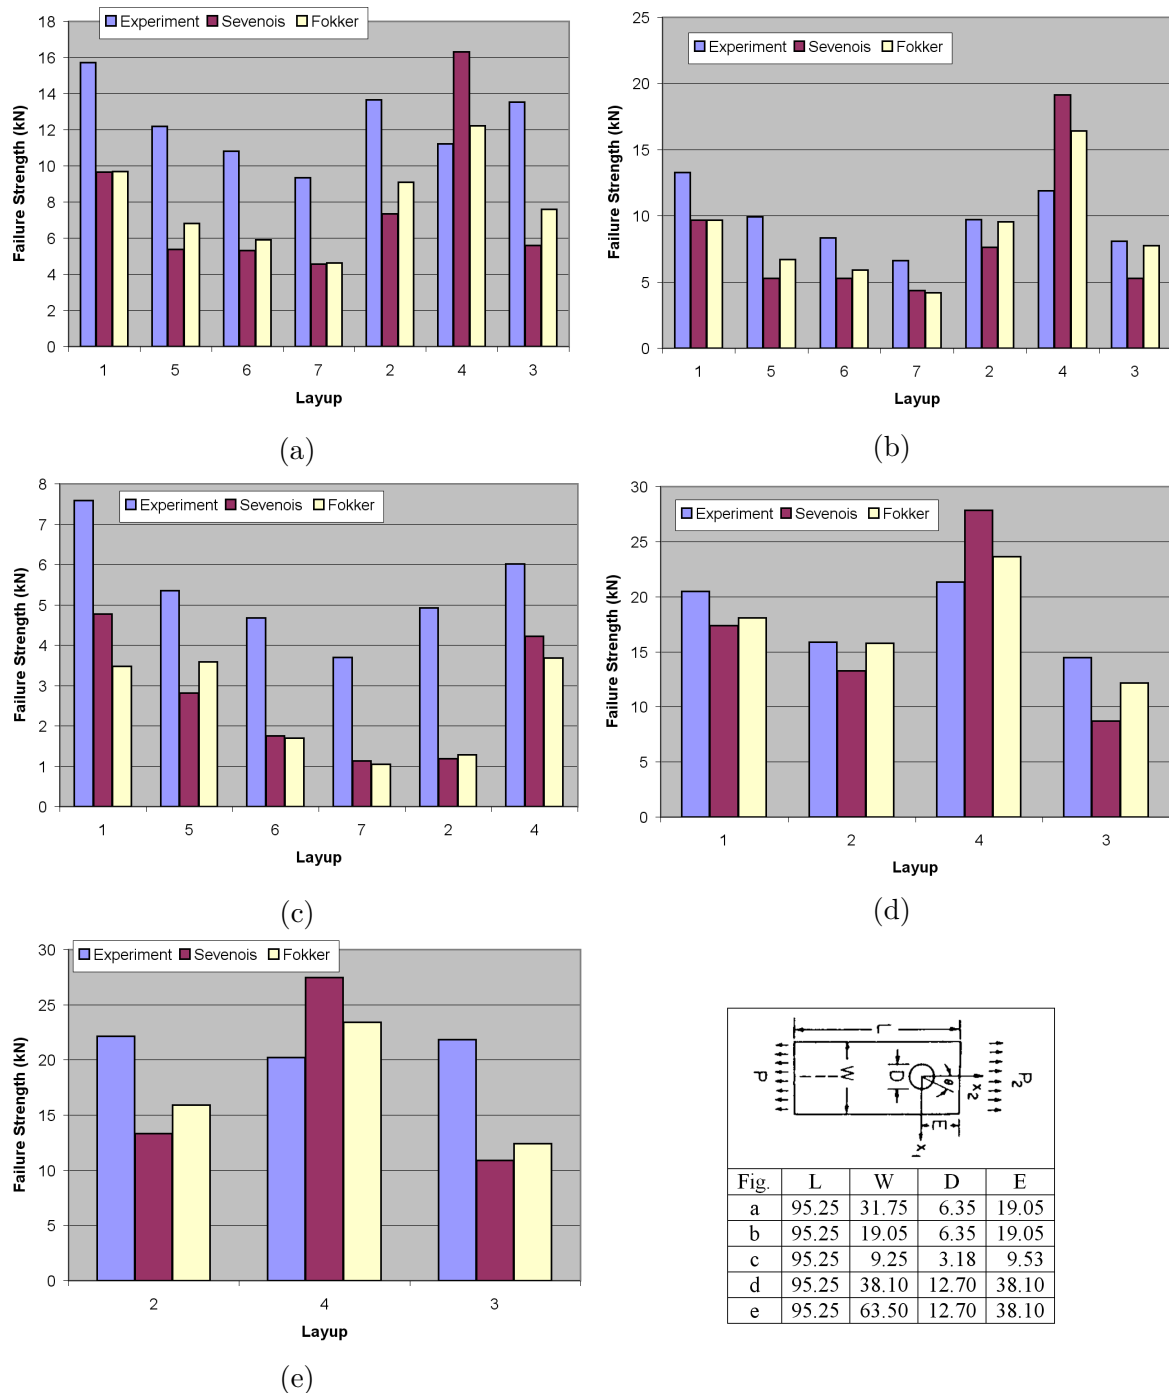 Experiment Sevenois Fokker
Failure Strength (kN)
18
16
14
12
10
8
6
4
2
0
1 5 6 7 2 4 3
Layup
(a)
Experiment Sevenois Fokker
Failure Strength (kN)
25
20
15
10
5
0
1 5 6 7 2 4 3
Layup
(b)
Experiment Sevenois Fokker
Failure Strength (kN)
8
7
6
5
4
3
2
1
0
1 5 6 7 2 4
Layup
(c)
Experiment Sevenois Fokker
Failure Strength (kN)
30
25
20
15
10
5
0
1 2 4 3
Layup
(d)
Experiment Sevenois Fokker
Failure Strength (kN)
30
25
20
15
10
5
0
2 4 3
Layup
(e)
L
P W D θ X2 P2
E
X1
Fig. L W D E
a 95.25 31.75 6.35 19.05
b 95.25 19.05 6.35 19.05
c 95.25 9.25 3.18 9.53
d 95.25 38.10 12.70 38.10
e 95.25 63.50 12.70 38.10